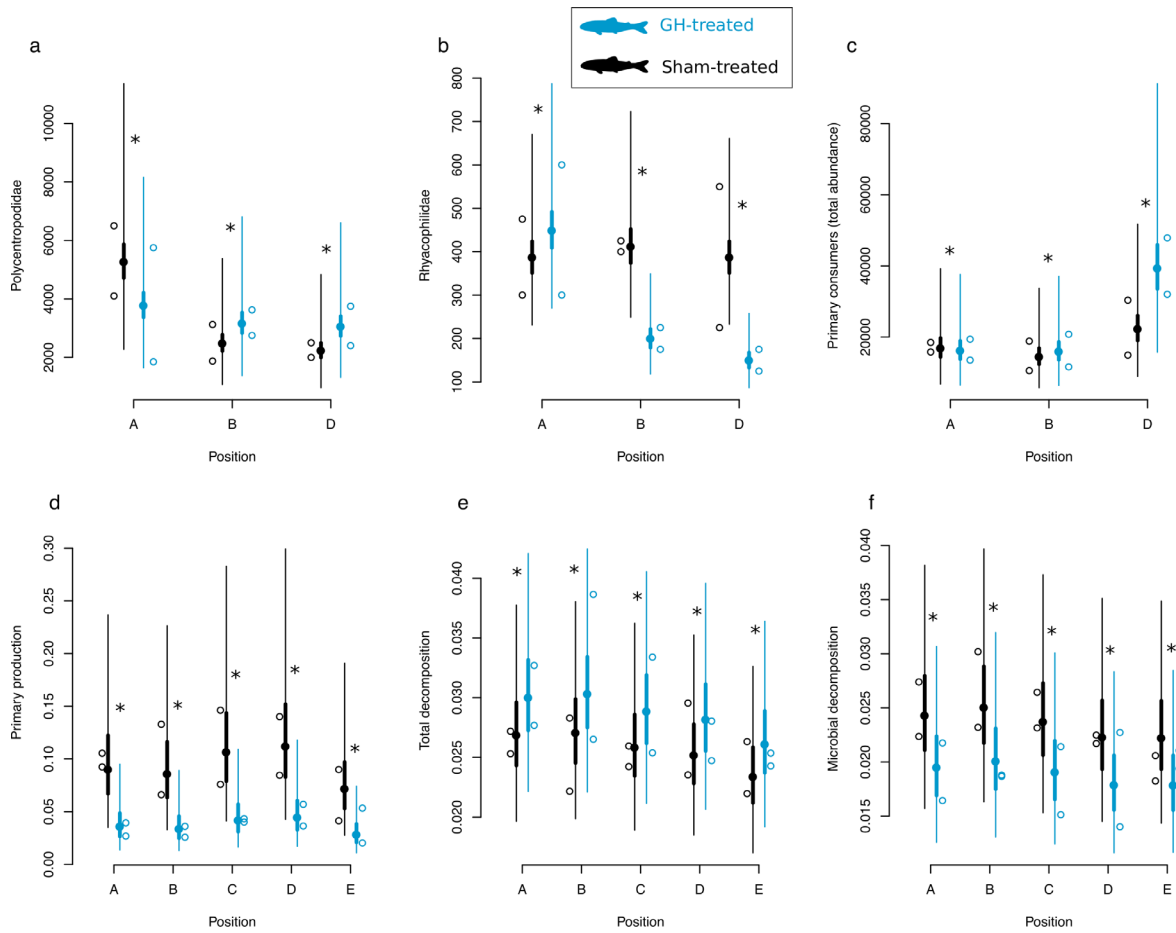 GH-treated
Sham-treated
a
Polycentropodidae
10000
8000
6000
4000
2000
*
*
*
A B D
Position
b
Rhyacophilidae
800
700
600
500
400
300
200
100
*
*
*
A B D
Position
c
Primary consumers (total abundance)
80000
60000
40000
20000
*
*
*
A B D
Position
d
Primary production
0.30
0.25
0.20
0.15
0.10
0.05
0.00
*
*
*
*
*
A B C D E
Position
e
Total decomposition
0.040
0.035
0.030
0.025
0.020
*
*
*
*
*
A B C D E
Position
f
Microbial decomposition
0.040
0.035
0.030
0.025
0.020
0.015
*
*
*
*
*
A B C D E
Position